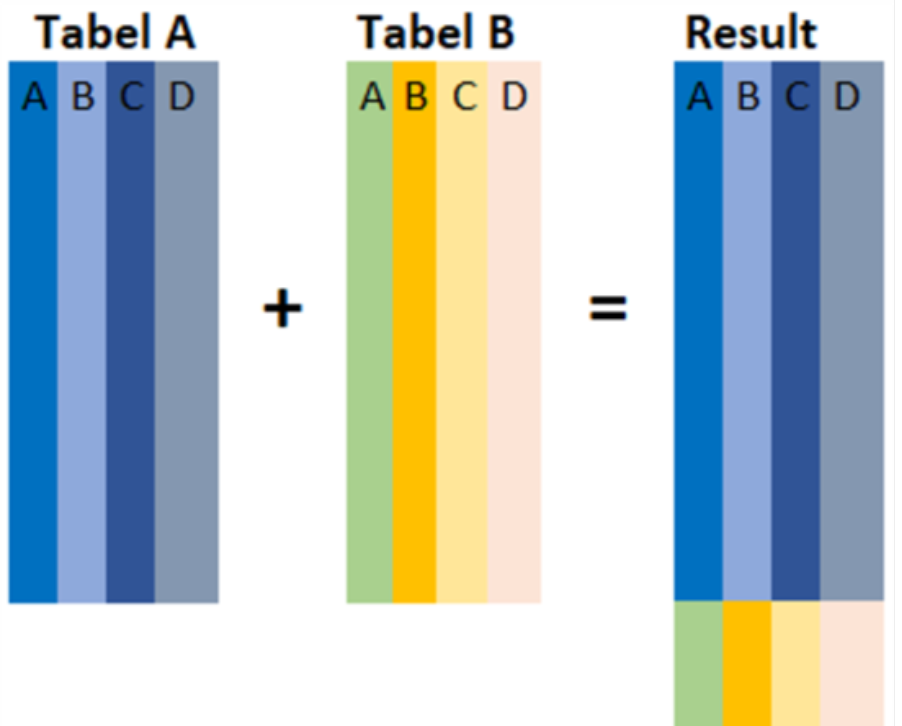 Tabel A
Tabel B
Result
A B C D
A B C D
A B C D
+
=